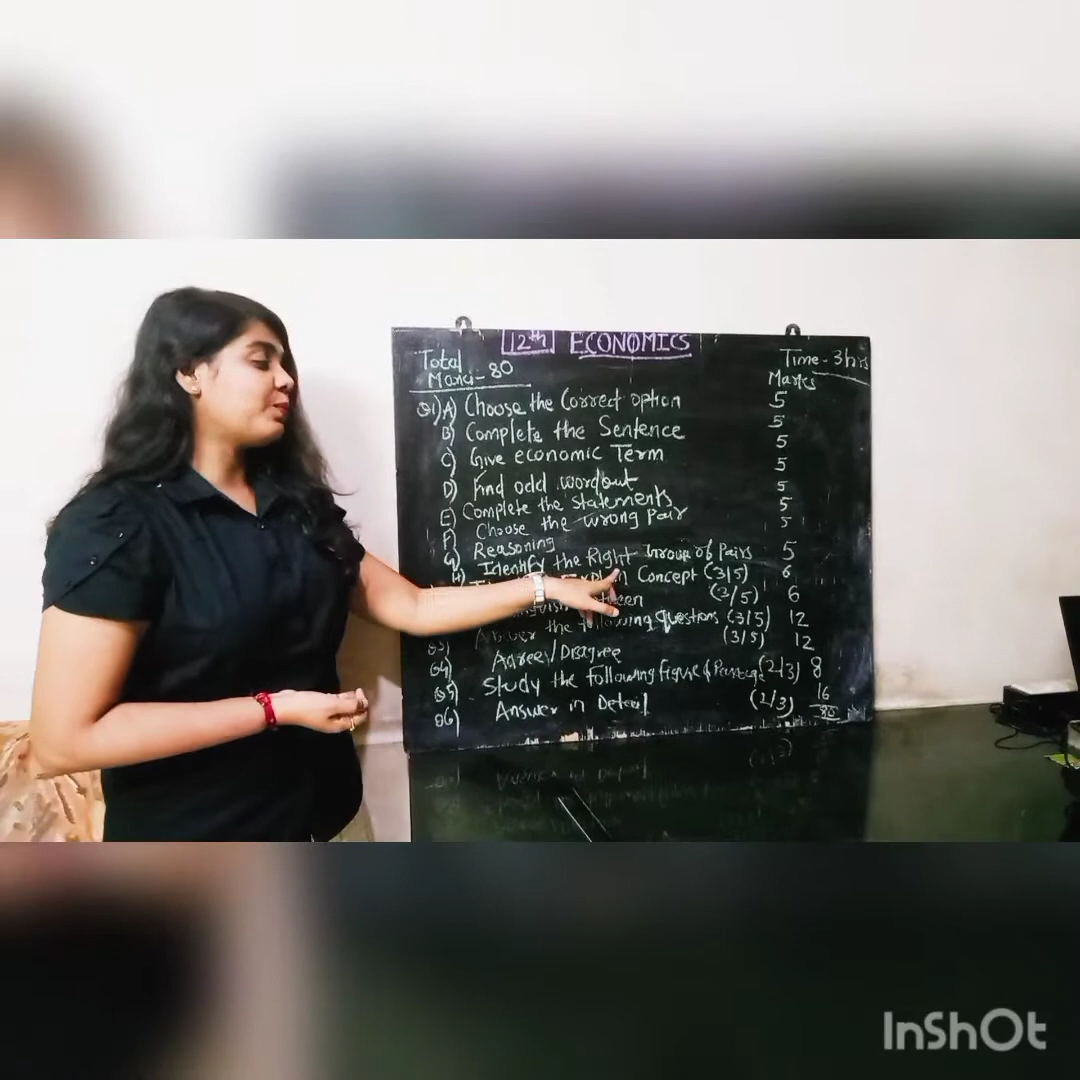 12th ECONOMICS
Total Time - 3 hrs
Marks - 80 Marks
Q1) A) Choose the Correct option 5
B) Complete the Sentence 5
C) Give economic Term 5
D) Find odd word out 5
E) Complete the statements 5
F) Choose the wrong Pair 5
G) Reasoning 5
H) Identify the Right Group of Pairs 5
Concept (3/5) 6
(3/5) 6
the following questions (3/5) 12
Q4) Agree/Disagree (3/5) 12
Q5) Study the Following Figure & Passage (2/3) 8
Q6) Answer in Detail (2/3) 16
80
InShOt